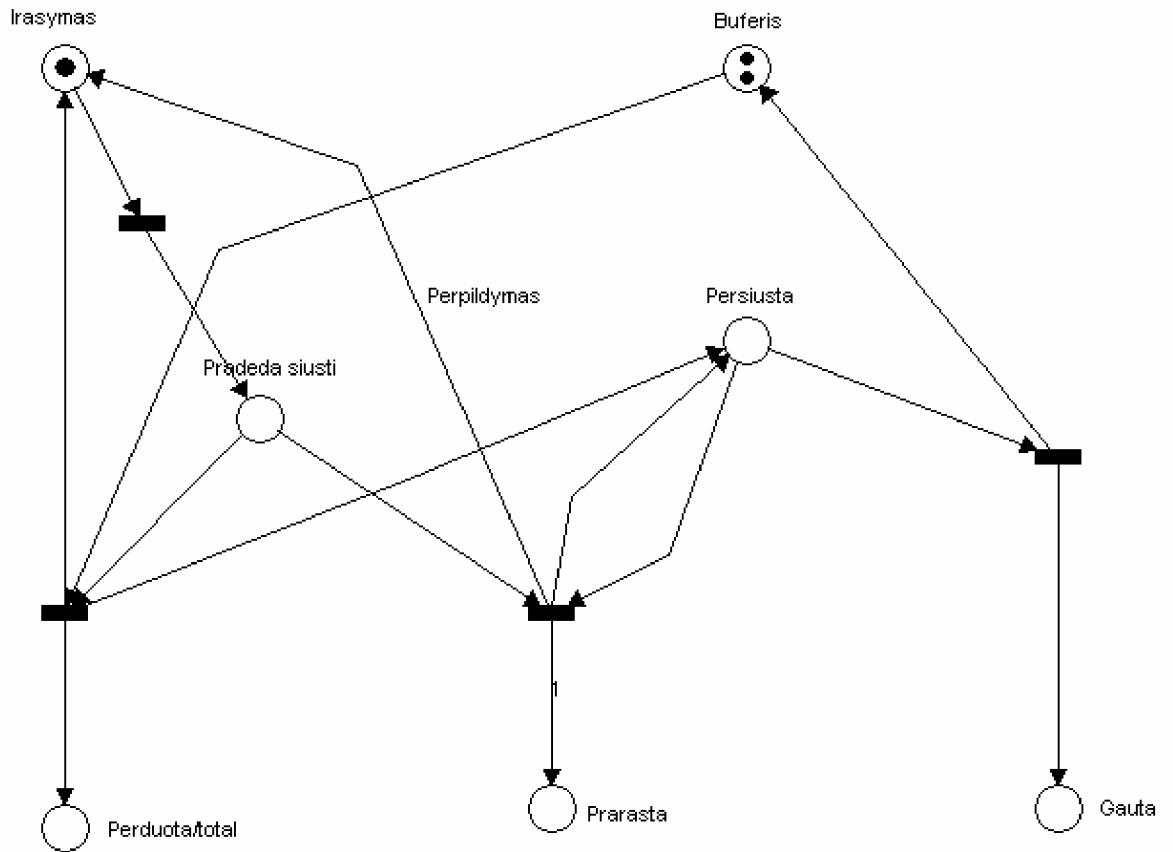 Irasymas
Buferis
Perpildymas
Persiusta
Pradeda siusti
1
Perduota/total
Prarasta
Gauta